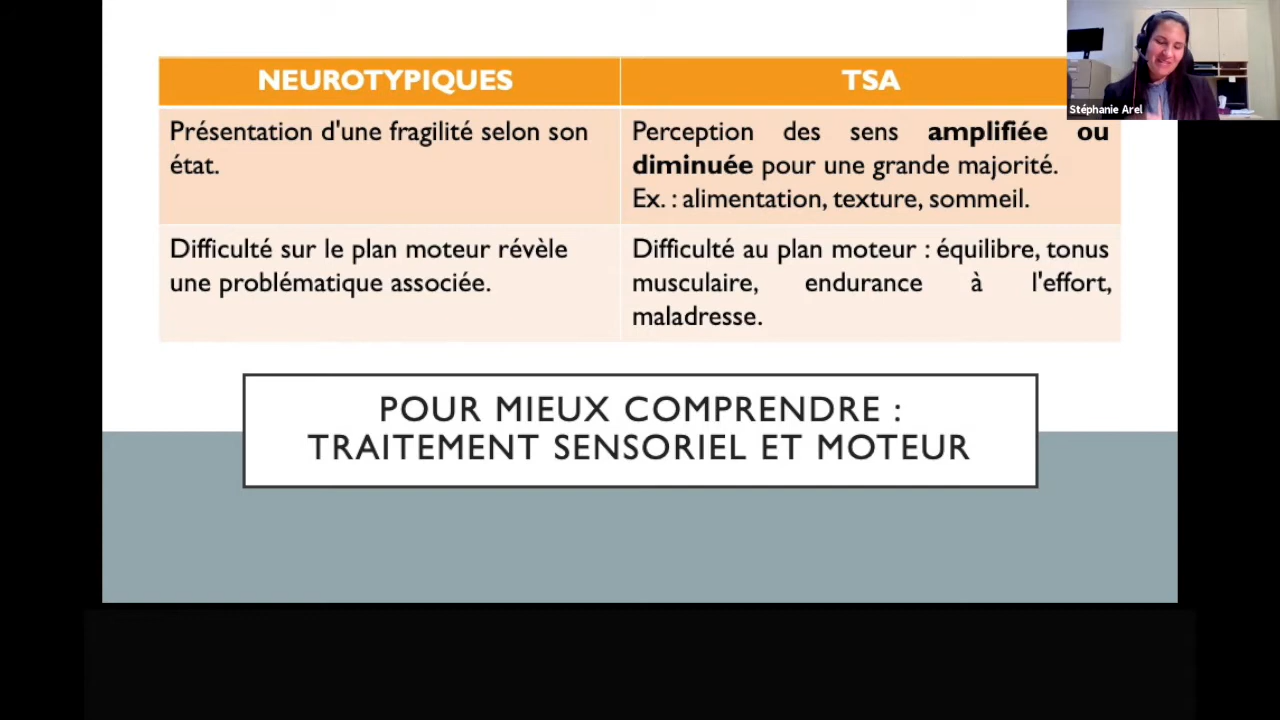 NEUROTYPIQUES
TSA
Présentation d'une fragilité selon son
état.
Perception des sens amplifiée ou
diminuée pour une grande majorité.
Ex. : alimentation, texture, sommeil.
Difficulté sur le plan moteur révèle
une problématique associée.
Difficulté au plan moteur : équilibre, tonus
musculaire, endurance à l'effort,
maladresse.
POUR MIEUX COMPRENDRE :
TRAITEMENT SENSORIEL ET MOTEUR
Stéphanie Arel